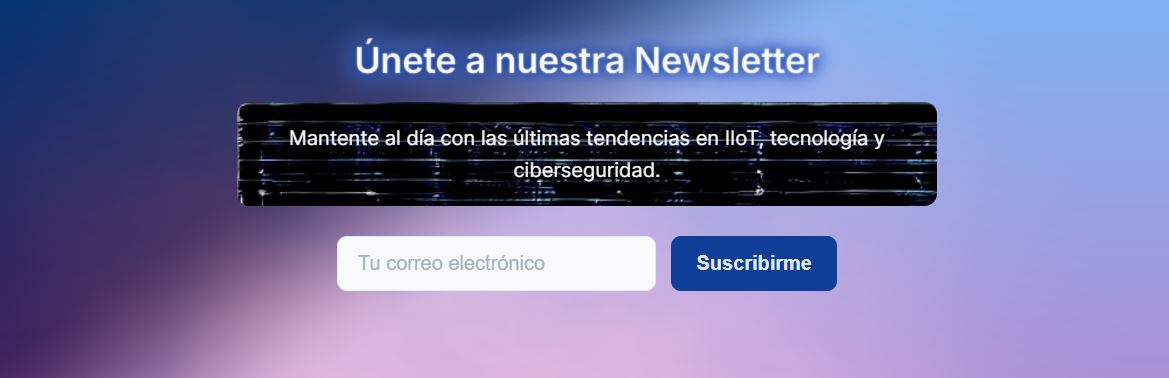 Únete a nuestra Newsletter
Mantente al día con las últimas tendencias en IIoT, tecnología y
ciberseguridad.
Tu correo electrónico
Suscribirme